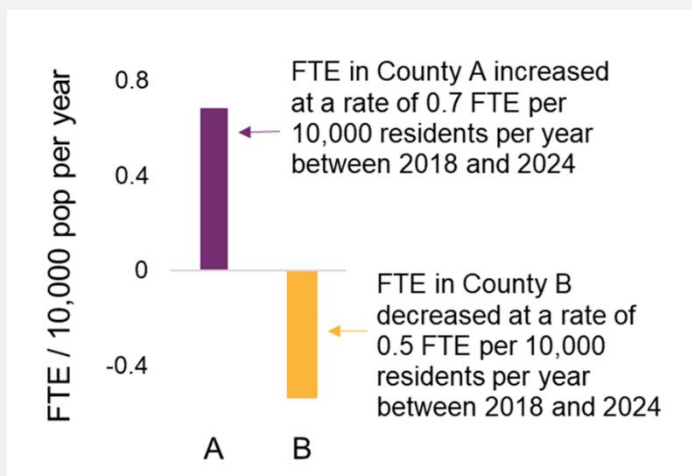 FTE / 10,000 pop per year
0.8
0.4
0
-0.4
FTE in County A increased
at a rate of 0.7 FTE per
10,000 residents per year
between 2018 and 2024
FTE in County B
decreased at a rate of
0.5 FTE per 10,000
residents per year
between 2018 and 2024
A
B